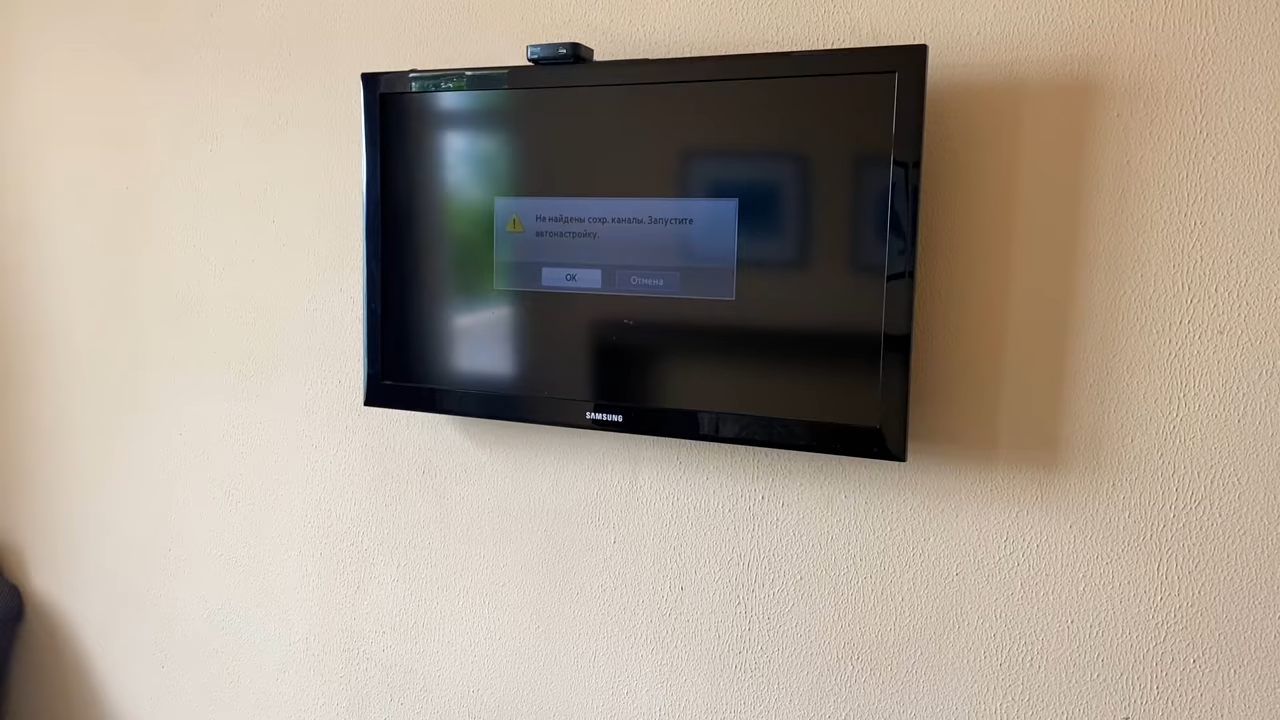 Не найдены сохр. каналы. Запустите
автонастройку.
OK
Отмена
SAMSUNG